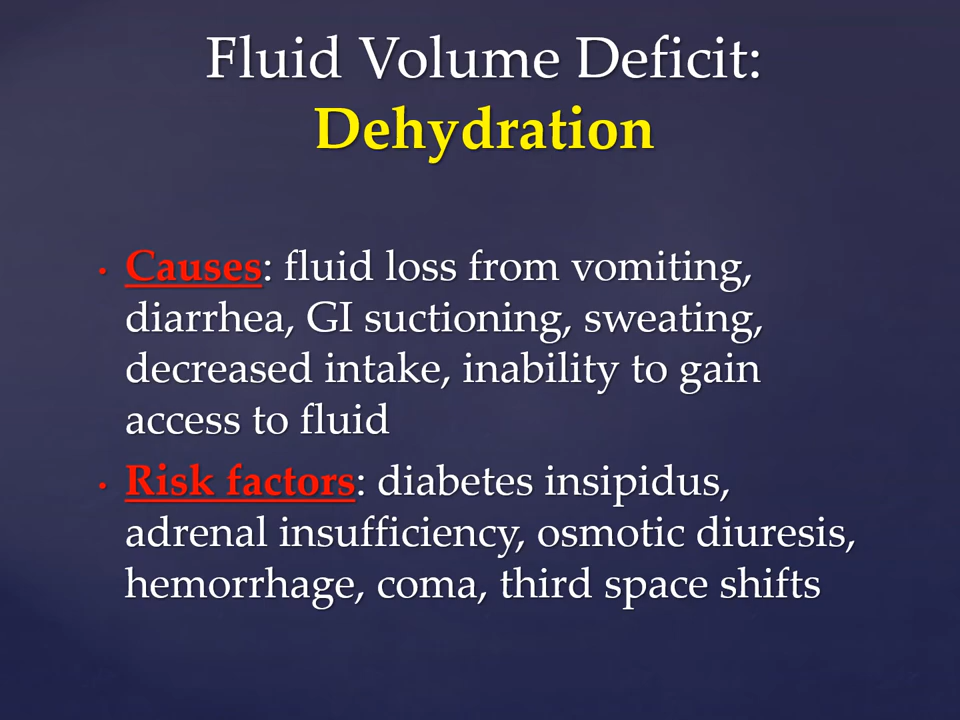 Fluid Volume Deficit:
Dehydration
• Causes: fluid loss from vomiting,
diarrhea, GI suctioning, sweating,
decreased intake, inability to gain
access to fluid
• Risk factors: diabetes insipidus,
adrenal insufficiency, osmotic diuresis,
hemorrhage, coma, third space shifts